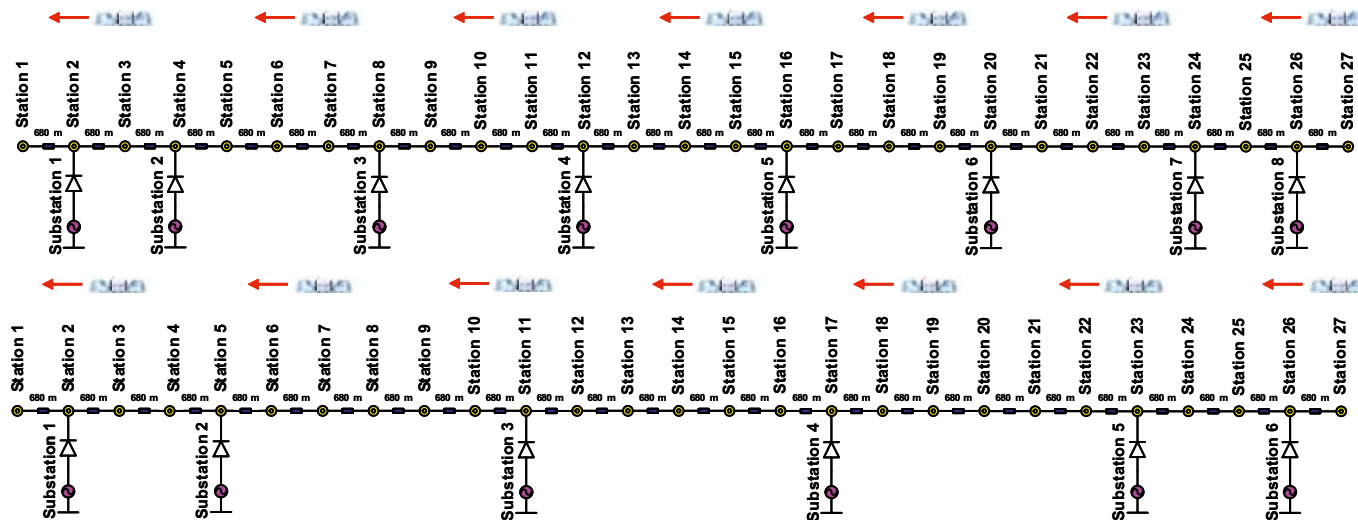 Station 1
Station 2
Station 3
Station 4
Station 5
Station 6
Station 7
Station 8
Station 9
Station 10
Station 11
Station 12
Station 13
Station 14
Station 15
Station 16
Station 17
Station 18
Station 19
Station 20
Station 21
Station 22
Station 23
Station 24
Station 25
Station 26
Station 27
680 m 680 m 680 m 680 m 680 m 680 m 680 m 680 m 680 m 680 m 680 m 680 m 680 m 680 m 680 m 680 m 680 m 680 m 680 m 680 m 680 m 680 m 680 m 680 m 680 m 680 m
Substation 1
Substation 2
Substation 3
Substation 4
Substation 5
Substation 6
Substation 7
Substation 8
Station 1
Station 2
Station 3
Station 4
Station 5
Station 6
Station 7
Station 8
Station 9
Station 10
Station 11
Station 12
Station 13
Station 14
Station 15
Station 16
Station 17
Station 18
Station 19
Station 20
Station 21
Station 22
Station 23
Station 24
Station 25
Station 26
Station 27
680 m 680 m 680 m 680 m 680 m 680 m 680 m 680 m 680 m 680 m 680 m 680 m 680 m 680 m 680 m 680 m 680 m 680 m 680 m 680 m 680 m 680 m 680 m 680 m 680 m 680 m
Substation 1
Substation 2
Substation 3
Substation 4
Substation 5
Substation 6